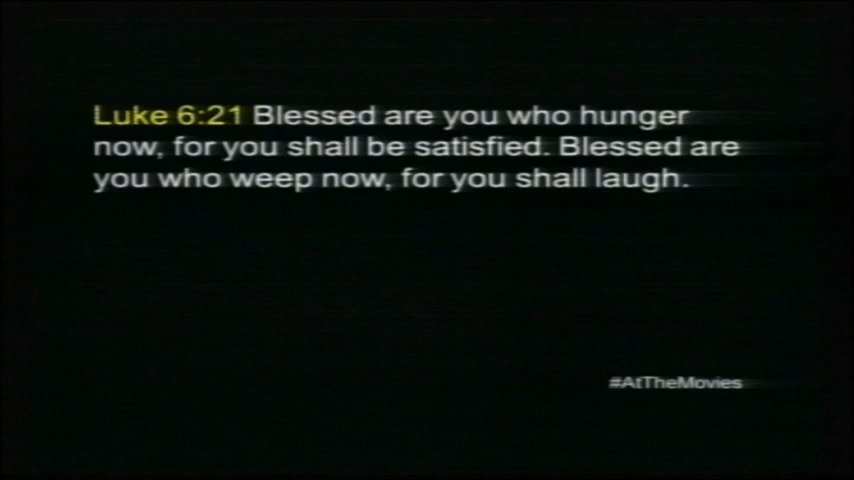 Luke 6:21 Blessed are you who hunger
now, for you shall be satisfied. Blessed are
you who weep now, for you shall laugh.
#AtTheMovies